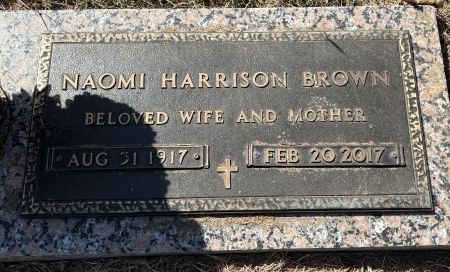 NAOMI HARRISON BROWN
BELOVED WIFE AND MOTHER
AUG 31 1917 FEB 20 2017